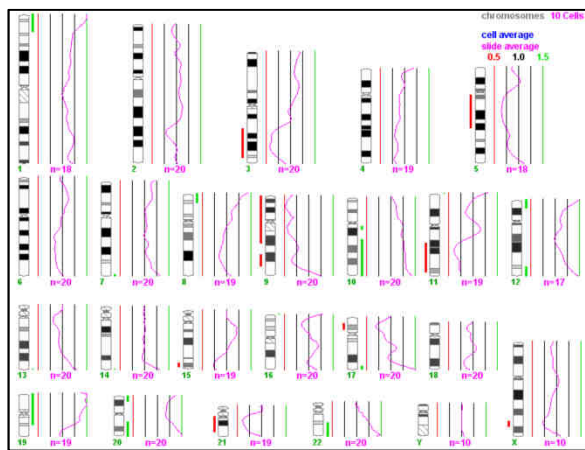 chromosomes 10 Cells
cell average
slide average
0.5 1.0 1.5
1 n=18
2 n=20
3 n=20
4 n=19
5 n=18
6 n=20
7 n=20
8 n=19
9 n=20
10 n=20
11 n=19
12 n=17
13 n=20
14 n=20
15 n=19
16 n=20
17 n=20
18 n=20
19 n=19
20 n=20
21 n=19
22 n=20
Y n=10
X n=10